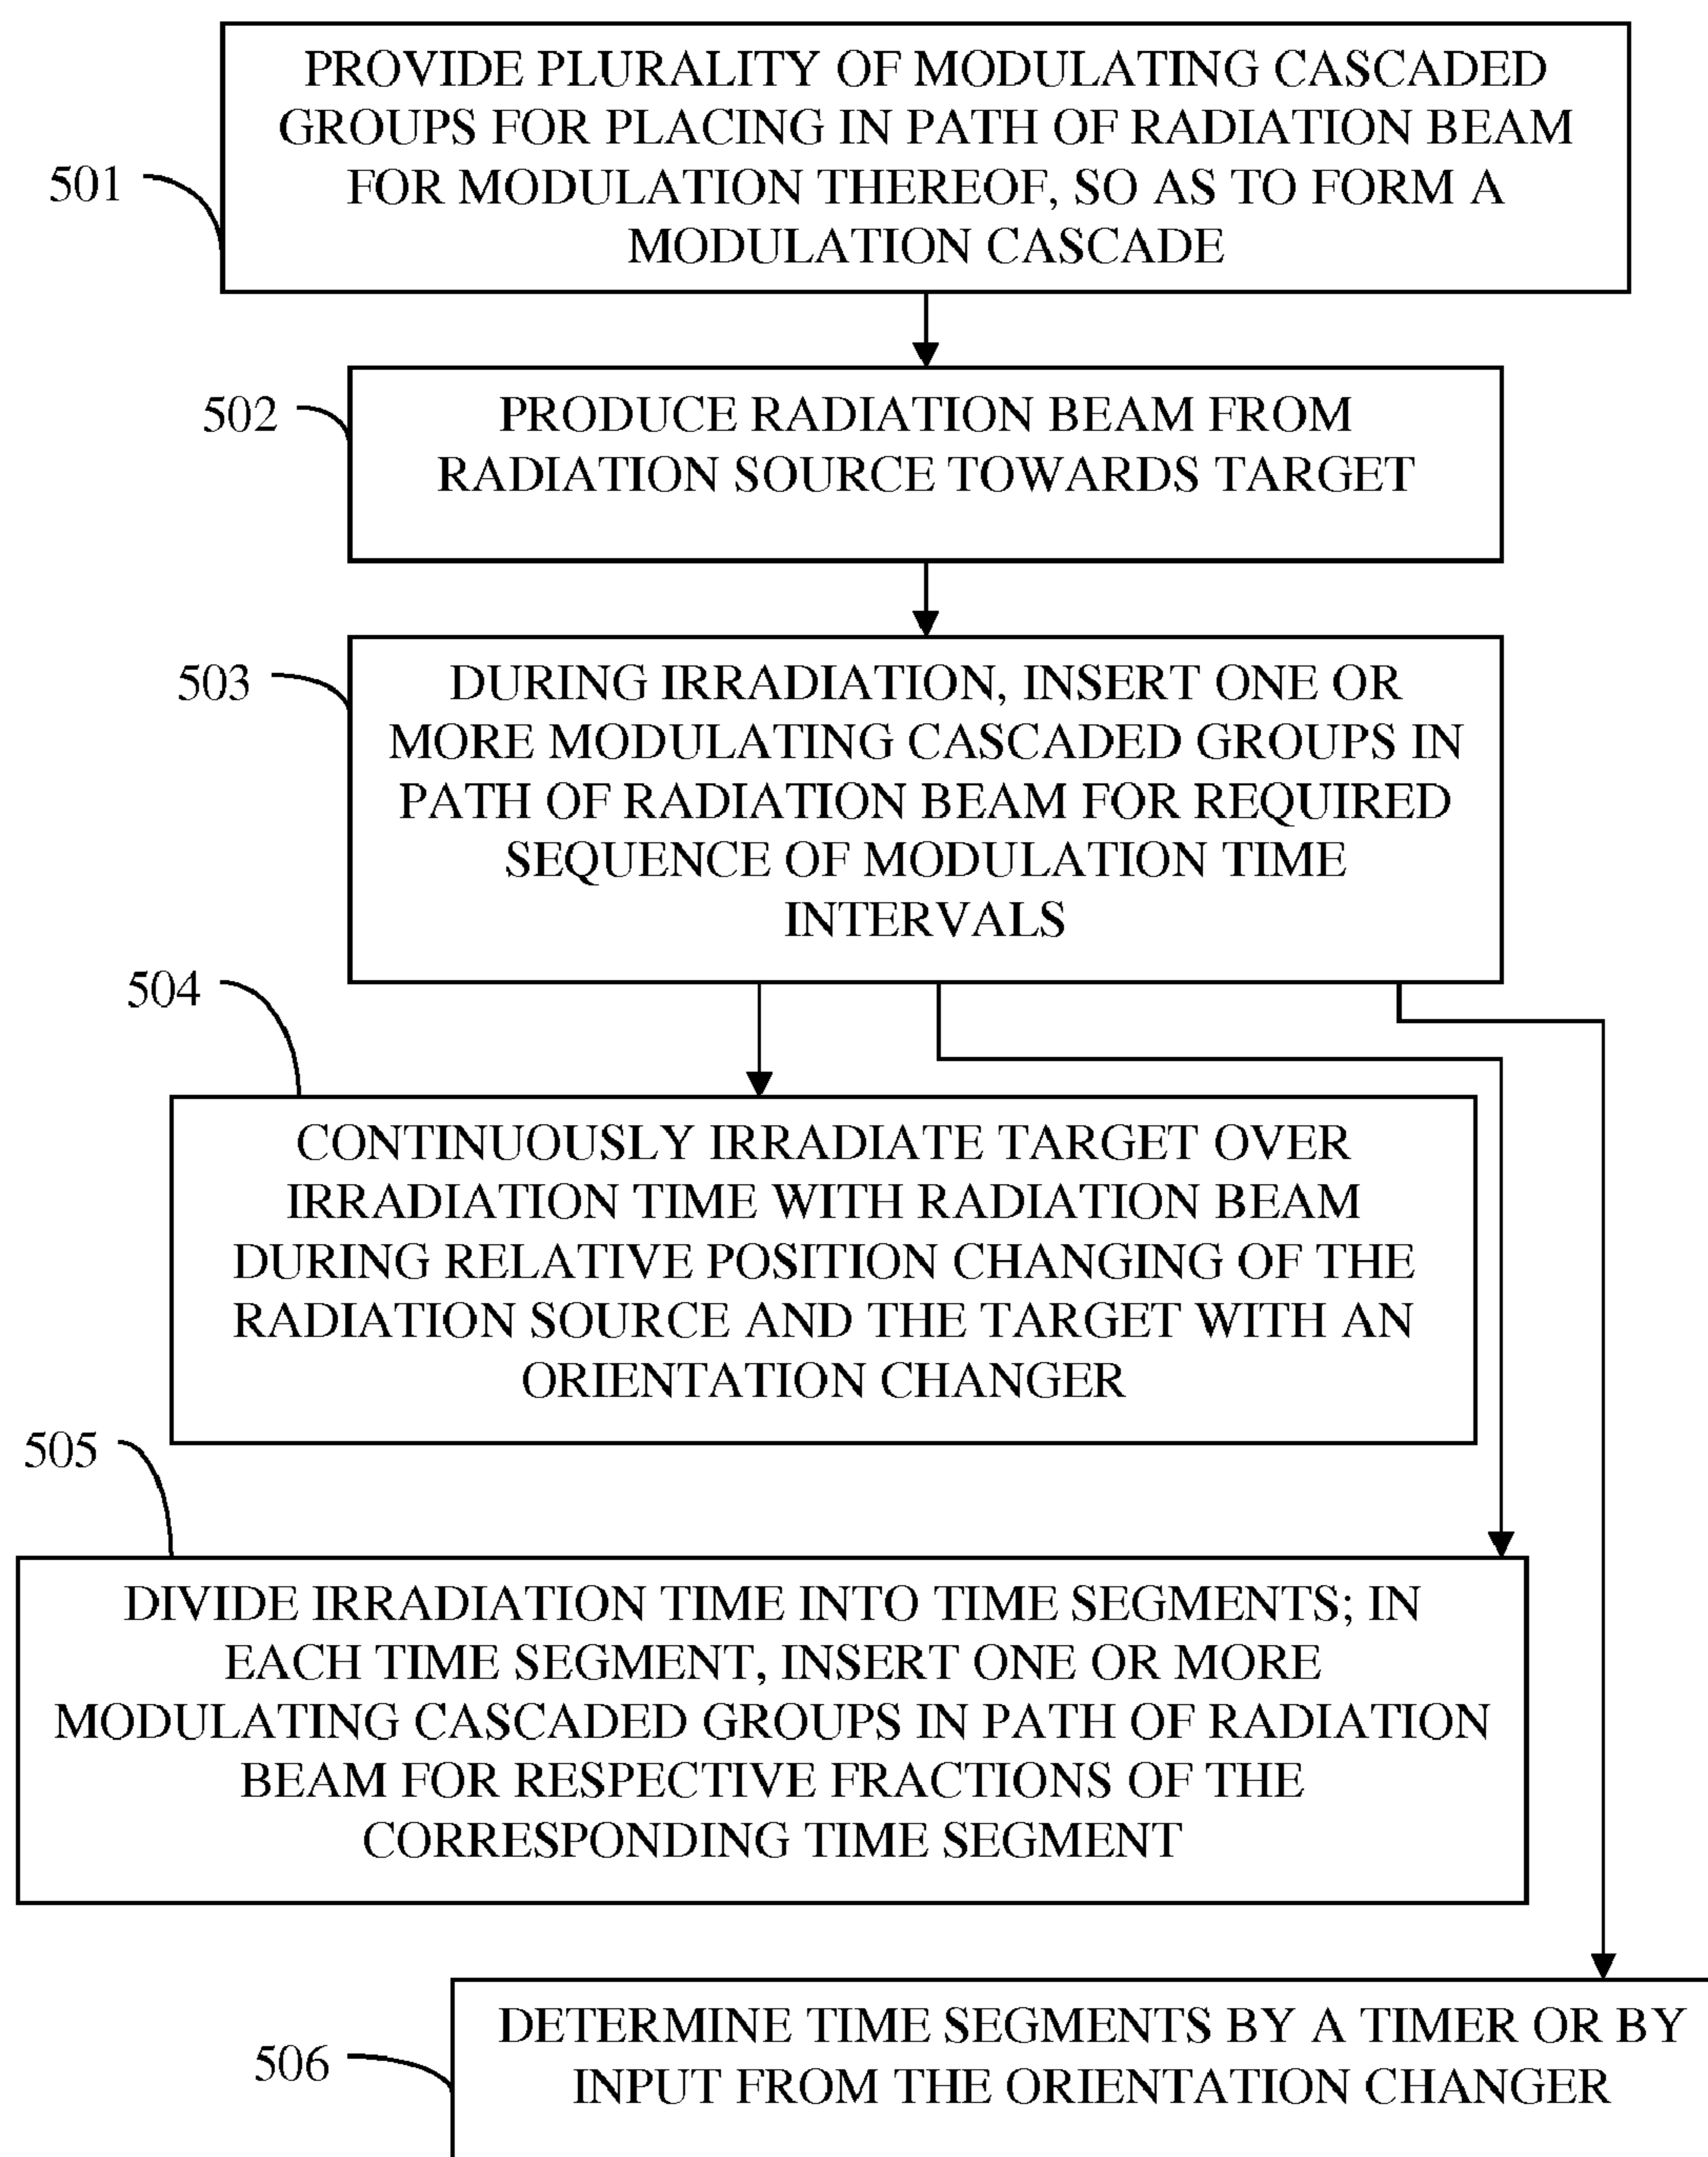 PROVIDE PLURALITY OF MODULATING CASCADED
GROUPS FOR PLACING IN PATH OF RADIATION BEAM
FOR MODULATION THEREOF, SO AS TO FORM A
MODULATION CASCADE
501
502
PRODUCE RADIATION BEAM FROM
RADIATION SOURCE TOWARDS TARGET
503
DURING IRRADIATION, INSERT ONE OR
MORE MODULATING CASCADED GROUPS IN
PATH OF RADIATION BEAM FOR REQUIRED
SEQUENCE OF MODULATION TIME
INTERVALS
504
CONTINUOUSLY IRRADIATE TARGET OVER
IRRADIATION TIME WITH RADIATION BEAM
DURING RELATIVE POSITION CHANGING OF THE
RADIATION SOURCE AND THE TARGET WITH AN
ORIENTATION CHANGER
505
DIVIDE IRRADIATION TIME INTO TIME SEGMENTS; IN
EACH TIME SEGMENT, INSERT ONE OR MORE
MODULATING CASCADED GROUPS IN PATH OF RADIATION
BEAM FOR RESPECTIVE FRACTIONS OF THE
CORRESPONDING TIME SEGMENT
506
DETERMINE TIME SEGMENTS BY A TIMER OR BY
INPUT FROM THE ORIENTATION CHANGER